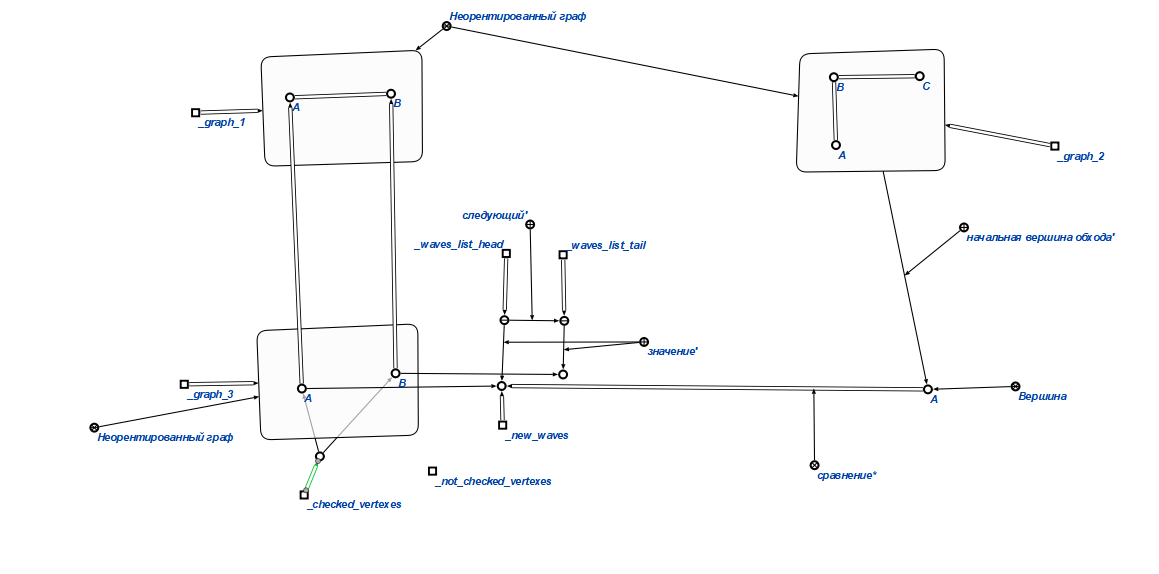 Неорентированный граф
A
B
_graph_1
B
C
A
_graph_2
следующий'
_waves_list_head
_waves_list_tail
начальная вершина обхода'
значение'
_graph_3
A
B
Неорентированный граф
_new_waves
A
Вершина
сравнение*
_not_checked_vertexes
_checked_vertexes